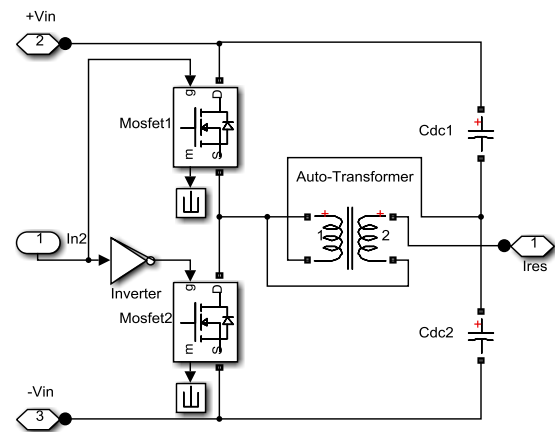 +Vin
2
g
D
Mosfet1
m
S
Cdc1
+
Auto-Transformer
+
+
1
2
1
In2
1
Ires
Inverter
g
D
Mosfet2
m
S
Cdc2
+
-Vin
3